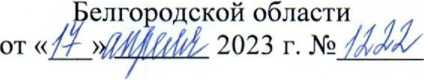 Белгородской области
от «17» апреля 2023 г. № 1222